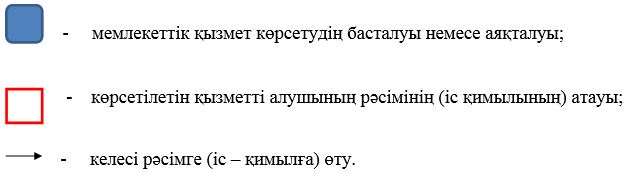 - мемлекеттік қызмет көрсетудің басталуы немесе аяқталуы;
- көрсетілетін қызметті алушының рәсімінің (іс қимылының) атауы;
- келесі рәсімге (іс – қимылға) өту.